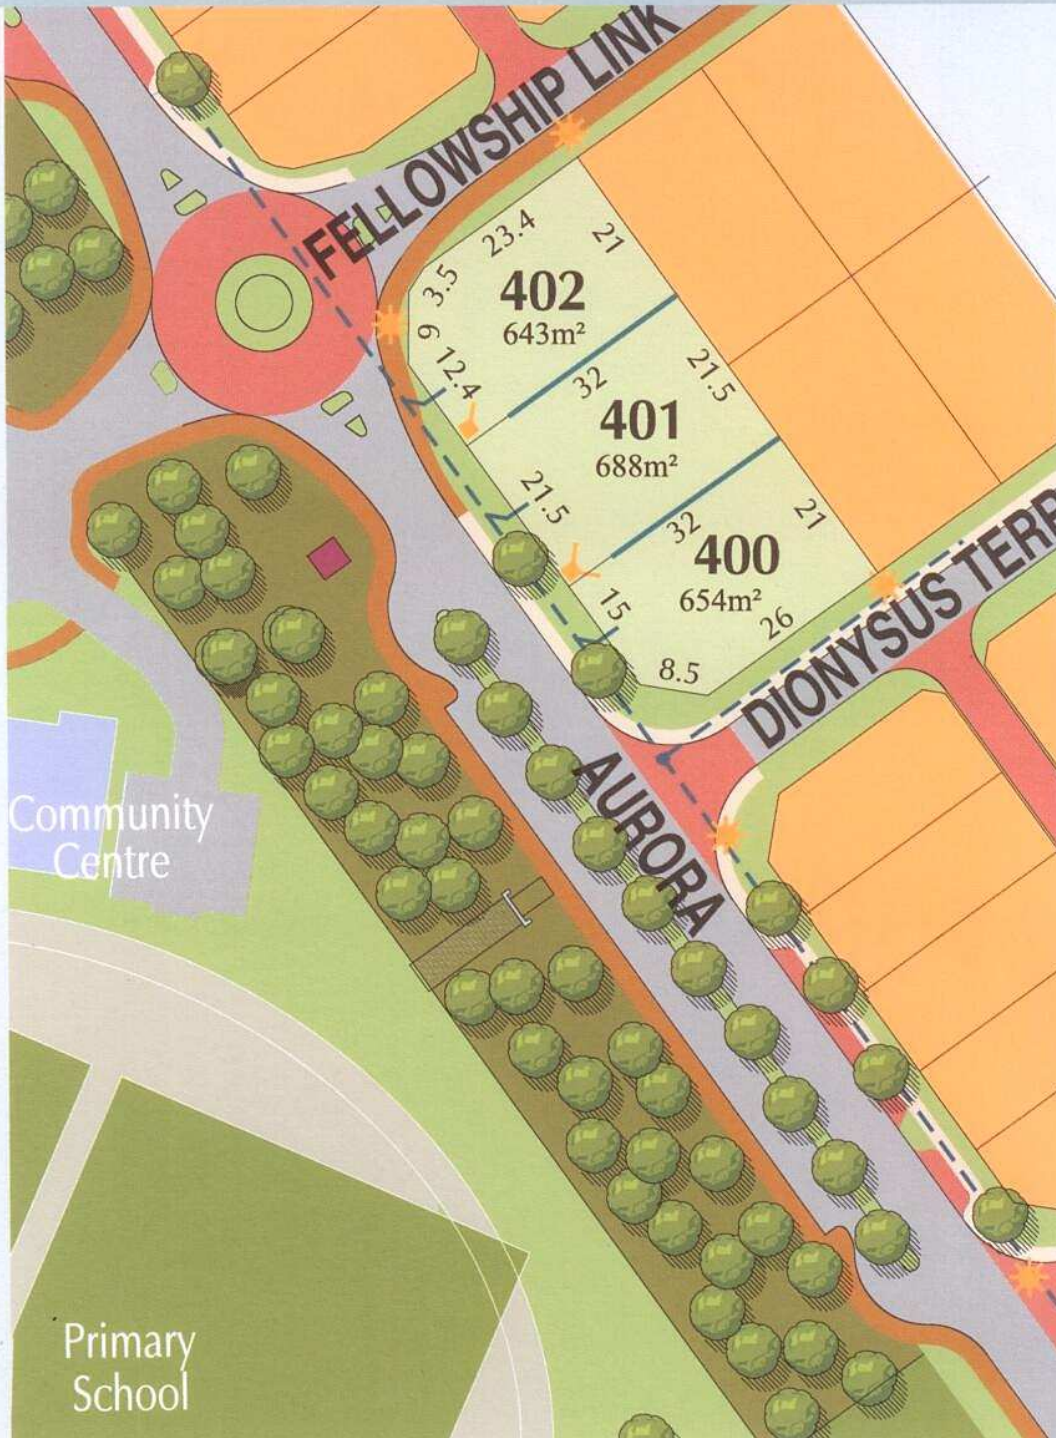 FELLOWSHIP LINK
23.4
21
3.5
402
643m²
9
12.4
32
21.5
401
688m²
21.5
32
21
400
654m²
15
26
8.5
DIONYSUS TERR
AURORA
Community
Centre
Primary
School